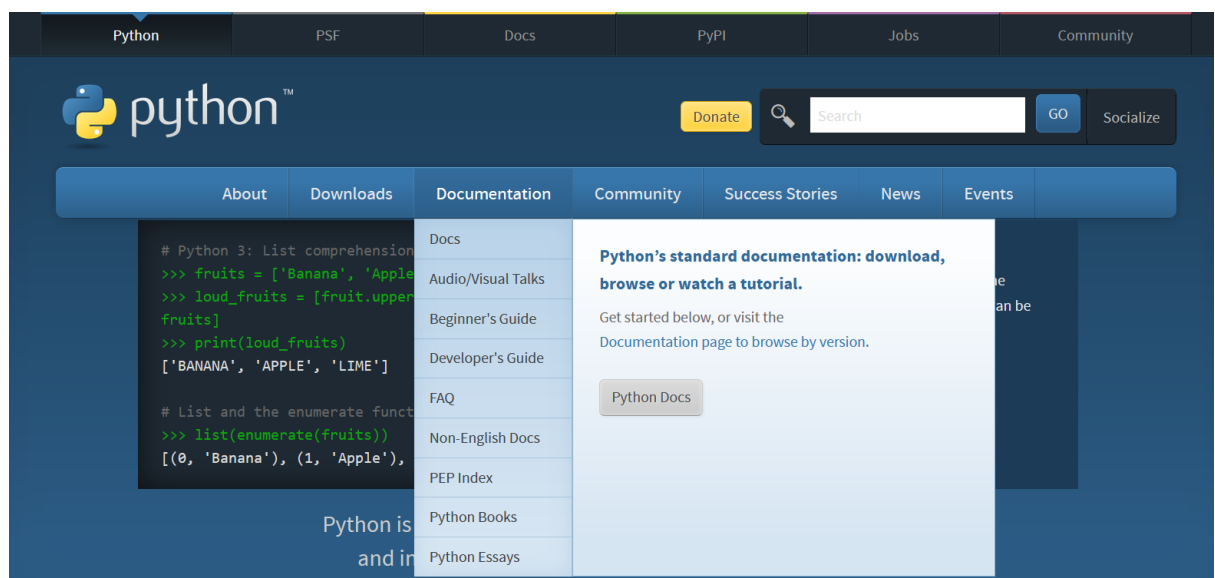 Python PSF Docs PyPI Jobs Community
python™
Donate Search GO Socialize
About Downloads Documentation Community Success Stories News Events
# Python 3: List comprehension
>>> fruits = ['Banana', 'Apple
>>> loud_fruits = [fruit.upper
fruits]
>>> print(loud_fruits)
['BANANA', 'APPLE', 'LIME']
# List and the enumerate funct
>>> list(enumerate(fruits))
[(0, 'Banana'), (1, 'Apple'),
Docs
Audio/Visual Talks
Beginner's Guide
Developer's Guide
FAQ
Non-English Docs
PEP Index
Python Books
Python Essays
Python’s standard documentation: download,
browse or watch a tutorial.
Get started below, or visit the
Documentation page to browse by version.
Python Docs
an be
Python is
and in